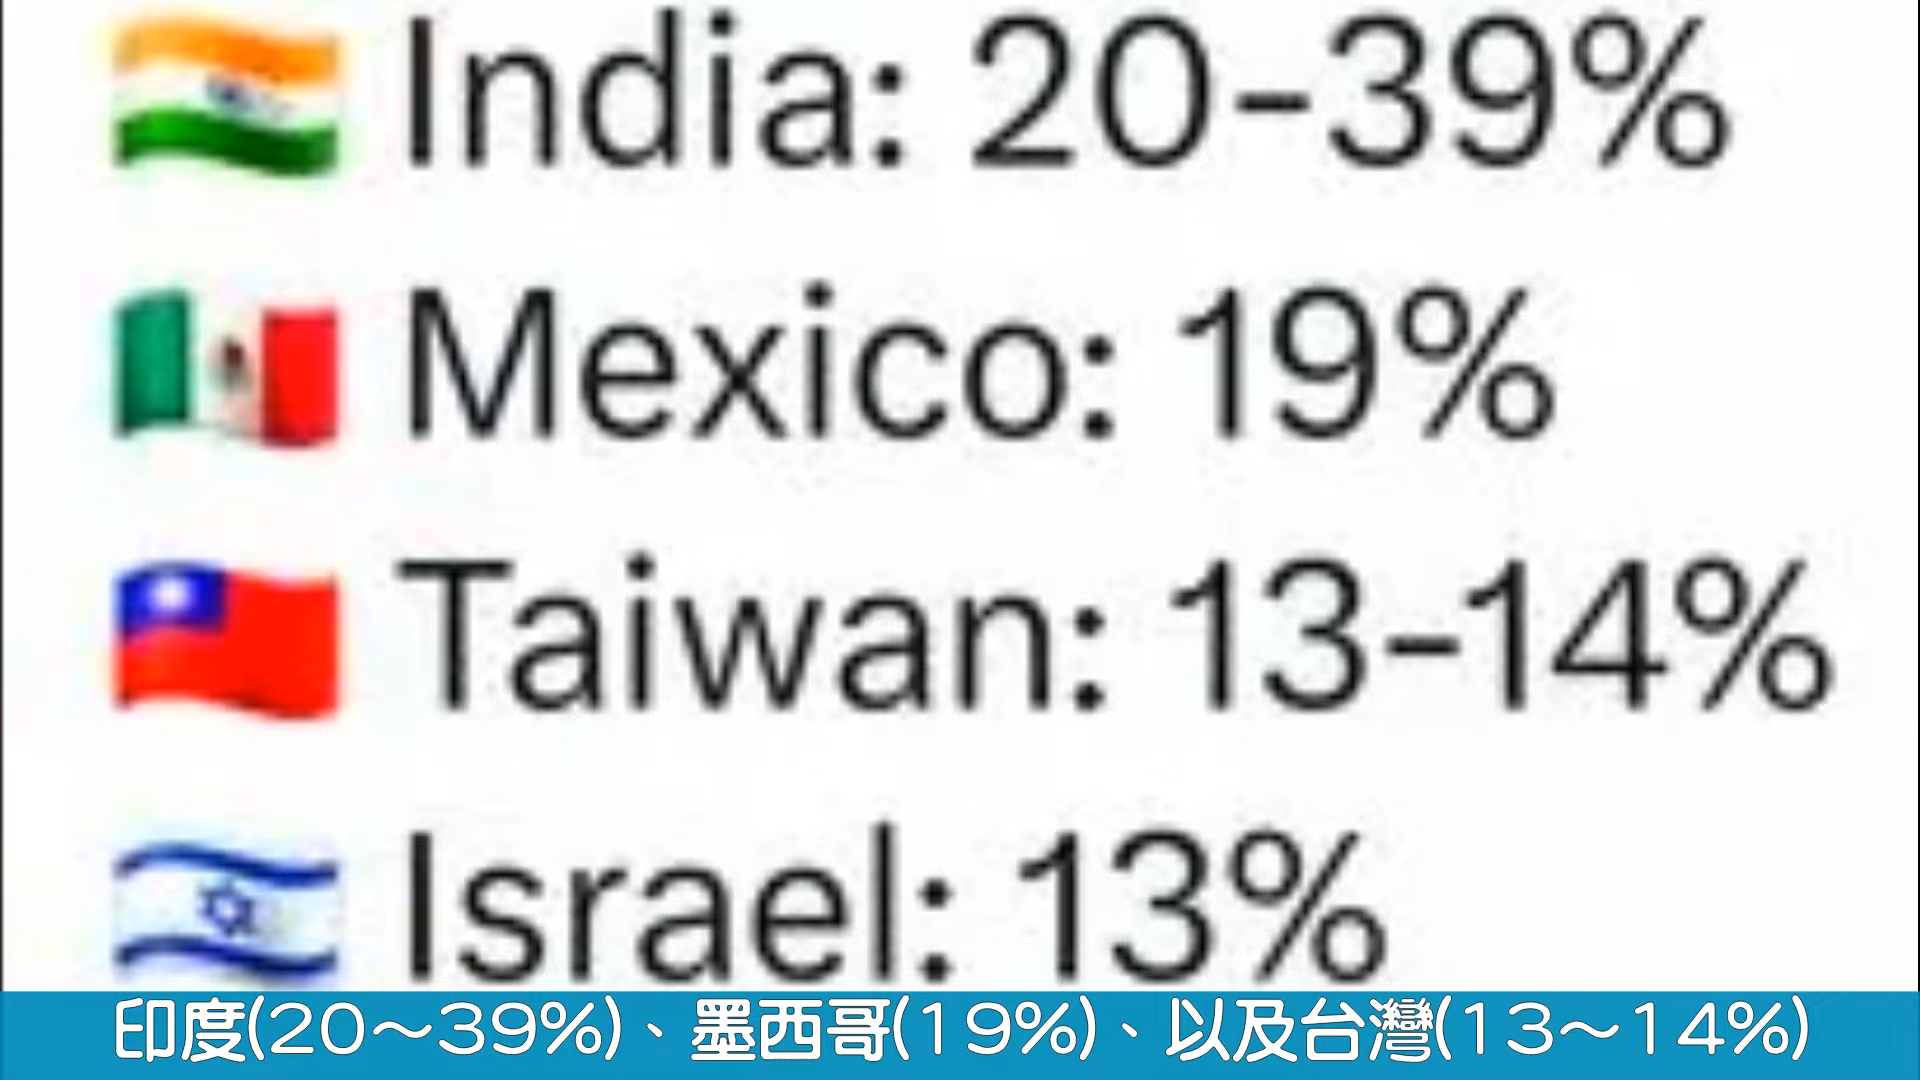 India: 20-39%
Mexico: 19%
Taiwan: 13-14%
Israel: 13%
印度(20～39%)、墨西哥(19%)、以及台灣(13～14%)